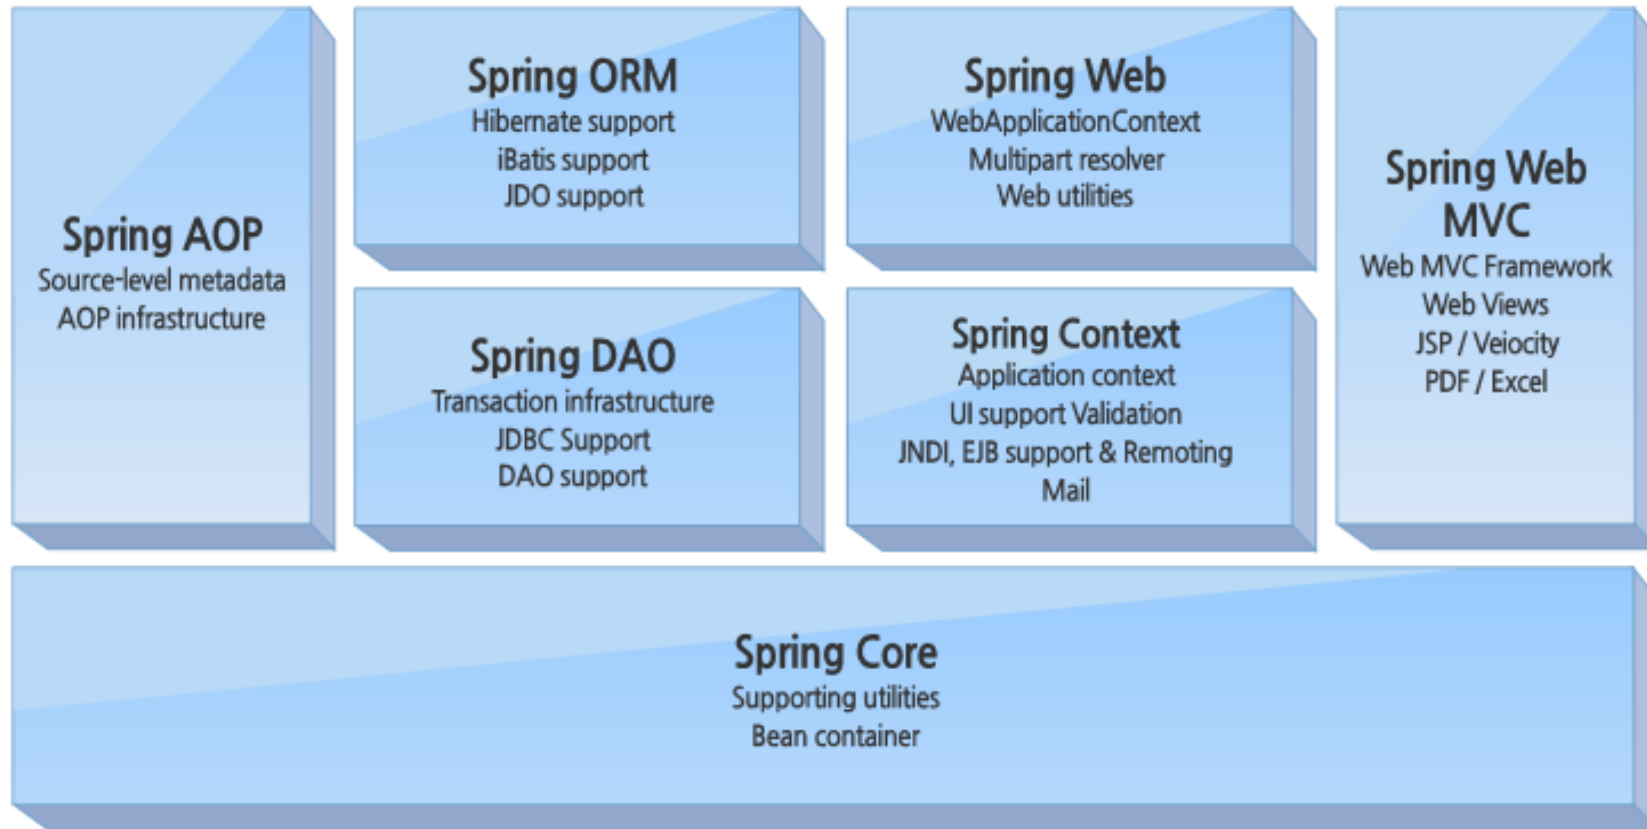 Spring AOP
Source-level metadata
AOP infrastructure
Spring ORM
Hibernate support
iBatis support
JDO support
Spring Web
WebApplicationContext
Multipart resolver
Web utilities
Spring DAO
Transaction infrastructure
JDBC Support
DAO support
Spring Context
Application context
UI support Validation
JNDI, EJB support & Remoting
Mail
Spring Web
MVC
Web MVC Framework
Web Views
JSP / Veiocity
PDF / Excel
Spring Core
Supporting utilities
Bean container